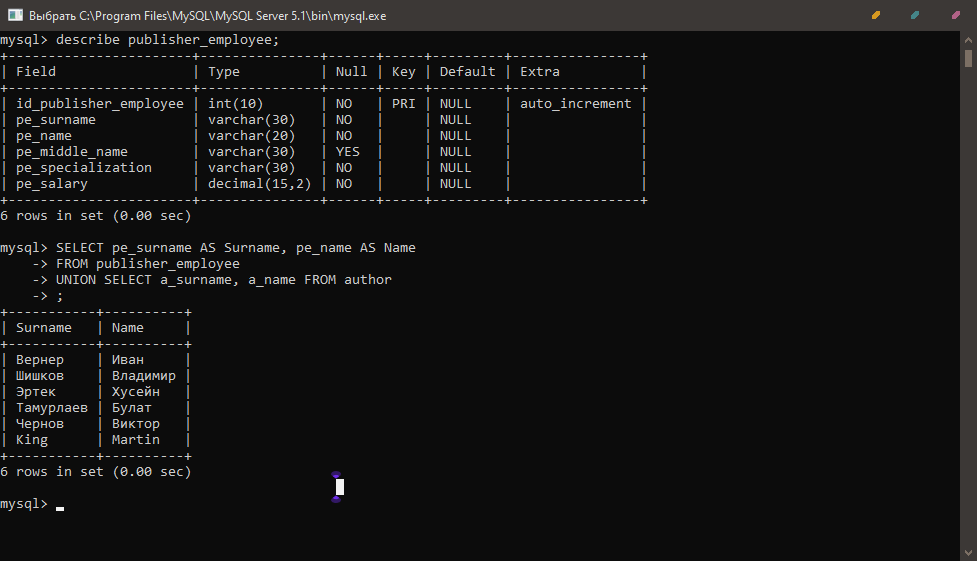 Выбрать C:\Program Files\MySQL\MySQL Server 5.1\bin\mysql.exe
mysql> describe publisher_employee;
+-----------------------+---------------+------+-----+---------+----------------+
| Field                 | Type          | Null | Key | Default | Extra          |
+-----------------------+---------------+------+-----+---------+----------------+
| id_publisher_employee | int(10)       | NO   | PRI | NULL    | auto_increment |
| pe_surname            | varchar(30)   | NO   |     | NULL    |                |
| pe_name               | varchar(20)   | NO   |     | NULL    |                |
| pe_middle_name        | varchar(30)   | YES  |     | NULL    |                |
| pe_specialization     | varchar(30)   | NO   |     | NULL    |                |
| pe_salary             | decimal(15,2) | NO   |     | NULL    |                |
+-----------------------+---------------+------+-----+---------+----------------+
6 rows in set (0.00 sec)
mysql> SELECT pe_surname AS Surname, pe_name AS Name
    -> FROM publisher_employee
    -> UNION SELECT a_surname, a_name FROM author
    -> ;
+-----------+----------+
| Surname   | Name     |
+-----------+----------+
| Вернер    | Иван     |
| Шишков    | Владимир |
| Эртек     | Хусейн   |
| Тамурлаев | Булат    |
| Чернов    | Виктор   |
| King      | Martin   |
+-----------+----------+
6 rows in set (0.00 sec)
mysql>